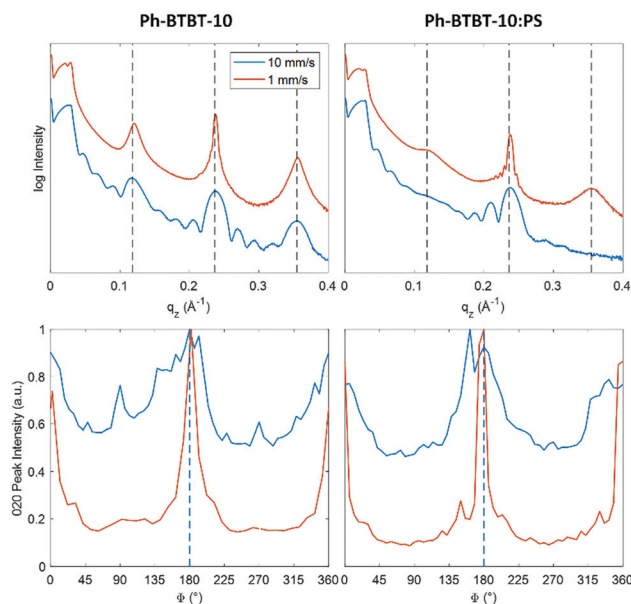 Ph-BTBT-10
Ph-BTBT-10:PS
10 mm/s
1 mm/s
log Intensity
0 0.1 0.2 0.3 0.4
0 0.1 0.2 0.3 0.4
q_z (Å⁻¹)
q_z (Å⁻¹)
020 Peak Intensity (a.u.)
1
0.8
0.6
0.4
0.2
0 45 90 135 180 225 270 315 360
0 45 90 135 180 225 270 315 360
Φ (°)
Φ (°)